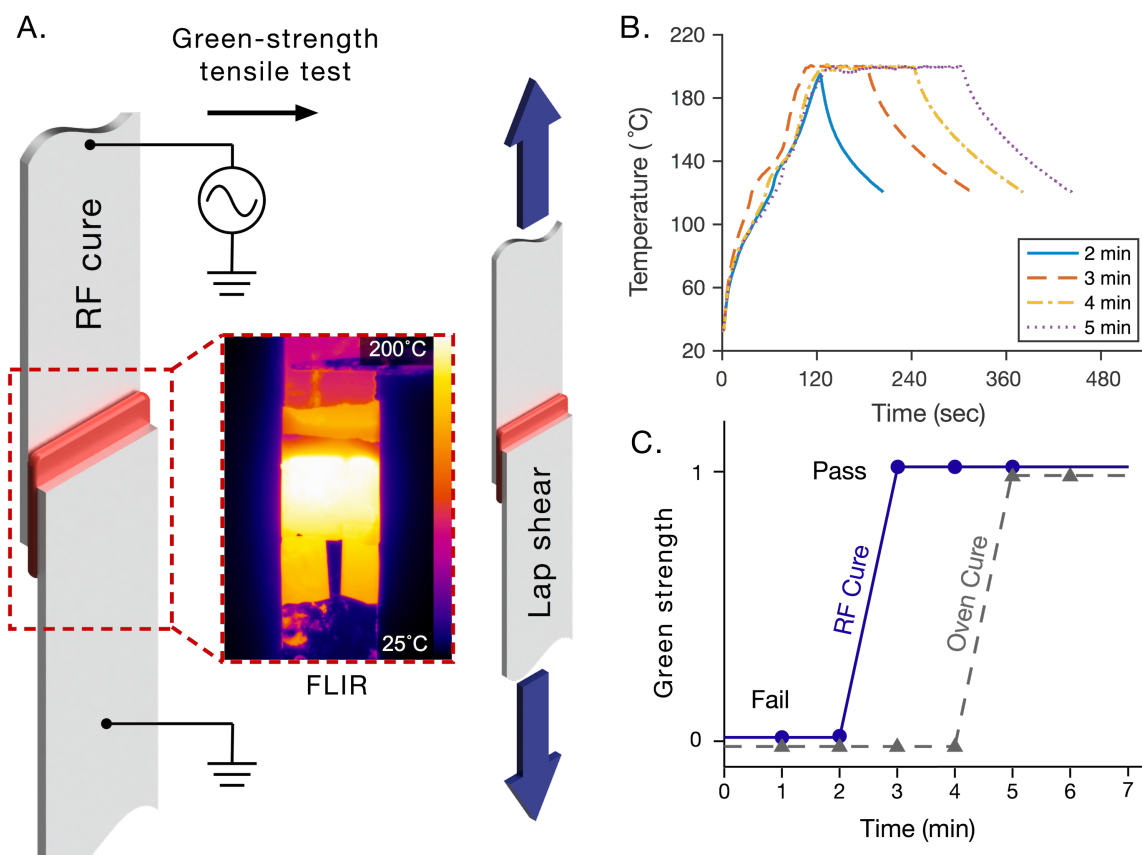 A.
Green-strength
tensile test
RF cure
200˚C
25˚C
FLIR
Lap shear
B.
220
180
140
100
60
20
Temperature ( ˚C)
0
120
240
360
480
Time (sec)
2 min
3 min
4 min
5 min
C.
Pass
Fail
RF Cure
Oven Cure
1
0
Green strength
0
1
2
3
4
5
6
7
Time (min)